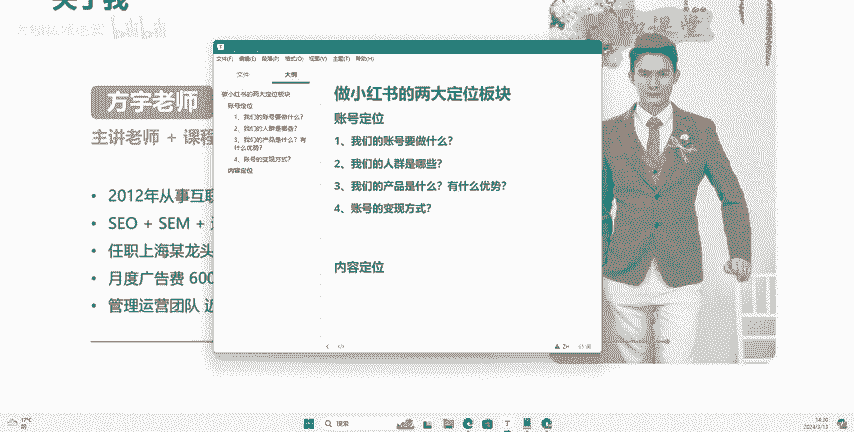 关于我
方宇老师
主讲老师 + 课程
• 2012年从事互联
• SEO + SEM +
• 任职上海某龙头
• 月度广告费 600
• 管理运营团队 近
文件(F) 编辑(E) 段落(P) 格式(O) 视图(V) 主题(T) 帮助(H)
文件 大纲
做小红书的两大定位板块
账号定位
1、我们的账号要做什么?
2、我们的人群是哪些?
3、我们的产品是什么?有
什么优势?
4、账号的变现方式?
内容定位
做小红书的两大定位板块
账号定位
1、我们的账号要做什么?
2、我们的人群是哪些?
3、我们的产品是什么?有什么优势?
4、账号的变现方式?
内容定位
ZH
17°C
搜索